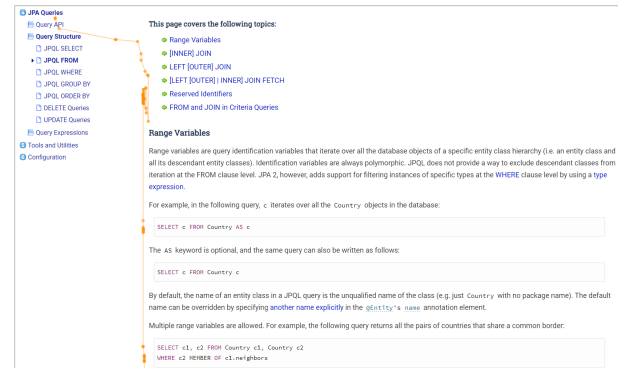 JPA Queries
Query API
Query Structure
JPQL SELECT
JPQL FROM
JPQL WHERE
JPQL GROUP BY
JPQL ORDER BY
DELETE Queries
UPDATE Queries
Query Expressions
Tools and Utilities
Configuration
This page covers the following topics:
Range Variables
[INNER] JOIN
LEFT [OUTER] JOIN
[LEFT [OUTER] | INNER] JOIN FETCH
Reserved Identifiers
FROM and JOIN in Criteria Queries
Range Variables
Range variables are query identification variables that iterate over all the database objects of a specific entity class hierarchy (i.e. an entity class and
all its descendant entity classes). Identification variables are always polymorphic. JPQL does not provide a way to exclude descendant classes from
iteration at the FROM clause level. JPA 2, however, adds support for filtering instances of specific types at the WHERE clause level by using a type
expression.
For example, in the following query, c iterates over all the Country objects in the database:
SELECT c FROM Country AS c
The AS keyword is optional, and the same query can also be written as follows:
SELECT c FROM Country c
By default, the name of an entity class in a JPQL query is the unqualified name of the class (e.g. just Country with no package name). The default
name can be overridden by specifying another name explicitly in the @Entity's name annotation element.
Multiple range variables are allowed. For example, the following query returns all the pairs of countries that share a common border:
SELECT c1, c2 FROM Country c1, Country c2
WHERE c2 MEMBER OF c1.neighbors